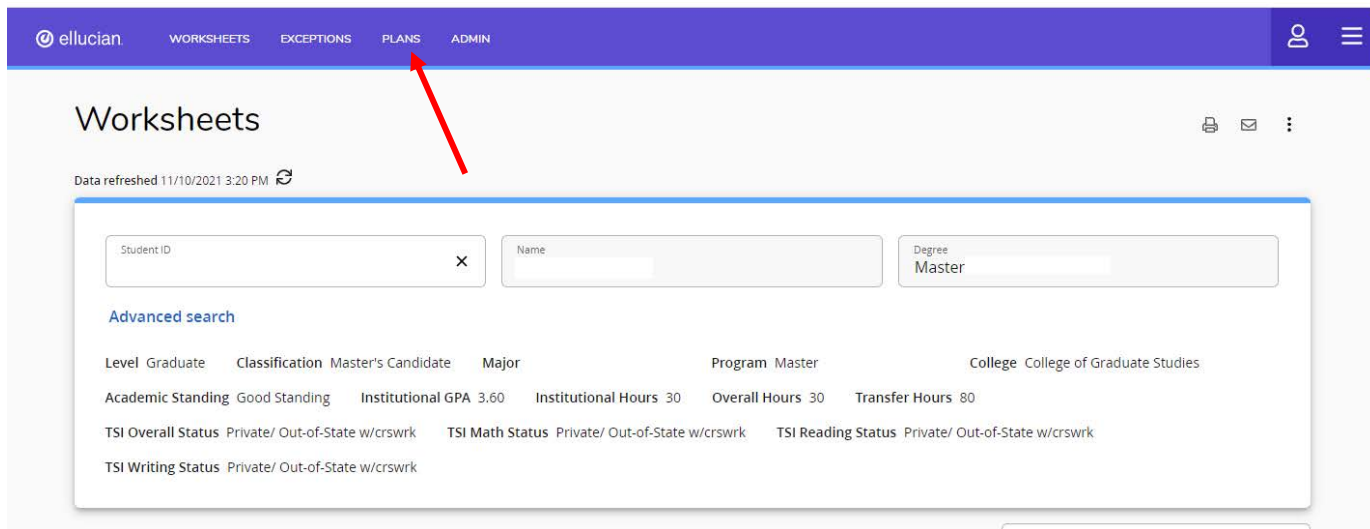 ellucian. WORKSHEETS EXCEPTIONS PLANS ADMIN
Worksheets
Data refreshed 11/10/2021 3:20 PM
Student ID Name Degree
Master
Advanced search
Level Graduate Classification Master's Candidate Major Program Master College College of Graduate Studies
Academic Standing Good Standing Institutional GPA 3.60 Institutional Hours 30 Overall Hours 30 Transfer Hours 80
TSI Overall Status Private/ Out-of-State w/crswrk TSI Math Status Private/ Out-of-State w/crswrk TSI Reading Status Private/ Out-of-State w/crswrk
TSI Writing Status Private/ Out-of-State w/crswrk